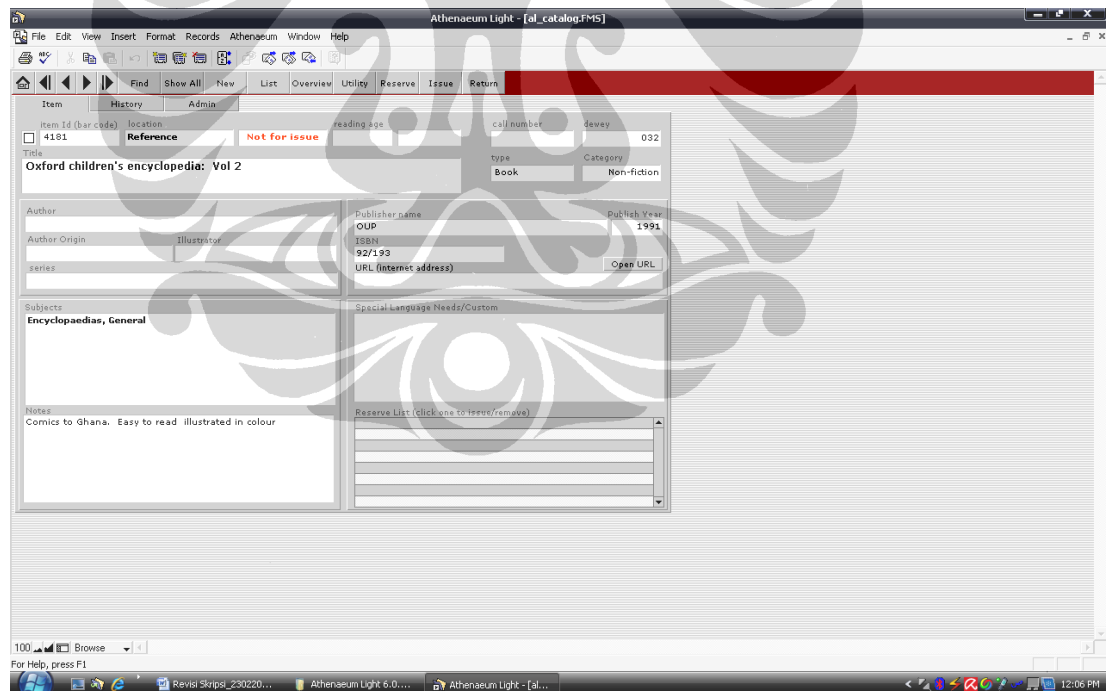 Athenaeum Light - [al_catalog.FMS]
File Edit View Insert Format Records Athenaeum Window Help
Find Show All New List Overview Utility Reserve Issue Return
Item History Admin
item Id (bar code) location reading age call number dewey
4181 Reference Not for issue 032
Title
Oxford children's encyclopedia: Vol 2
type Category
Book Non-fiction
Author
Author Origin Illustrator
series
Publisher name Publish Year
OUP 1991
ISBN
92/193
URL (internet address) Open URL
Subjects
Encyclopaedias, General
Special Language Needs/Custom
Notes
Comics to Ghana. Easy to read illustrated in colour
Reserve List (click one to issue/remove)
100 Browse
For Help, press F1
Revisi Skripsi_230220... Athenaeum Light 6.0.... Athenaeum Light - [al... 12:06 PM